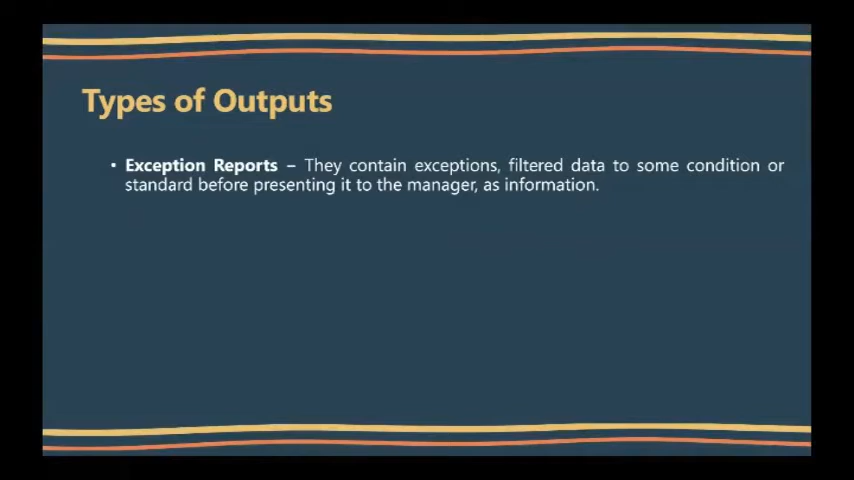 Types of Outputs
• Exception Reports – They contain exceptions, filtered data to some condition or
standard before presenting it to the manager, as information.